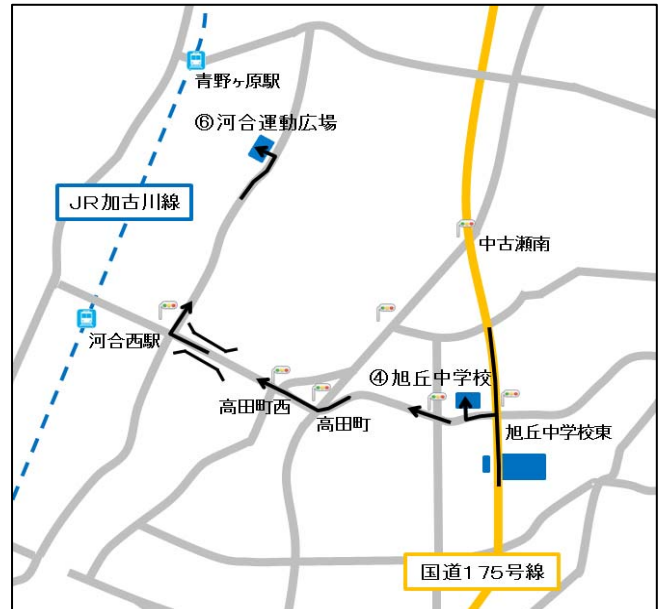 青野ヶ原駅
⑥河合運動広場
JR加古川線
中古瀬南
河合西駅
④旭丘中学校
高田町西
高田町
旭丘中学校東
国道175号線